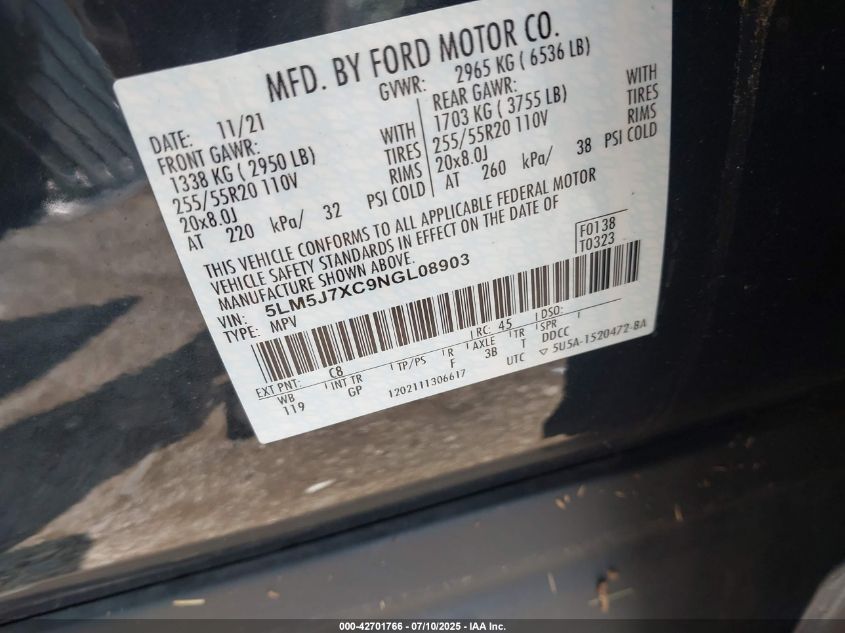 MFD. BY FORD MOTOR CO.
DATE: 11/21
GVWR: 2965 KG ( 6536 LB)
FRONT GAWR:
1338 KG ( 2950 LB)
WITH
255/55R20 110V
TIRES
20x8.0J
RIMS
AT 220 kPa/ 32 PSI COLD
REAR GAWR:
1703 KG ( 3755 LB)
WITH
255/55R20 110V
TIRES
20x8.0J
RIMS
AT 260 kPa/ 38 PSI COLD
THIS VEHICLE CONFORMS TO ALL APPLICABLE FEDERAL MOTOR
VEHICLE SAFETY STANDARDS IN EFFECT ON THE DATE OF
MANUFACTURE SHOWN ABOVE.
F0138
T0323
VIN: 5LM5J7XC9NGL08903
TYPE: MPV
EXT PNT: C8 RC: 45 DSO:
WB INT TR TP/PS R AXLE TR SPR
119 GP F 3B T DDCC
1202111306617 UTC ▽ 5U5A-1520472-BA
000-42701766 - 07/10/2025 - IAA Inc.